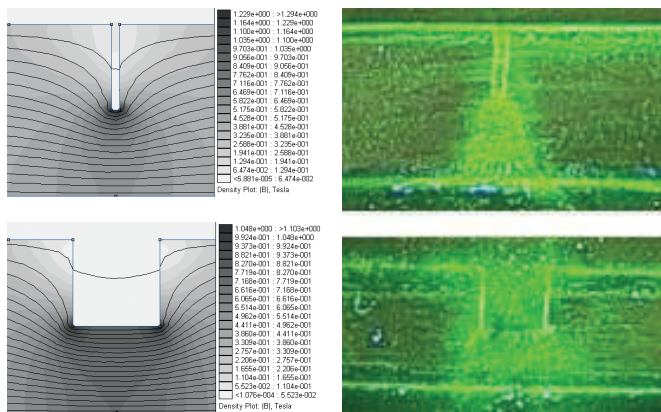 1.229e+000 : >1.294e+000
1.164e+000 : 1.229e+000
1.100e+000 : 1.164e+000
1.035e+000 : 1.100e+000
9.703e-001 : 1.035e+000
9.056e-001 : 9.703e-001
8.409e-001 : 9.056e-001
7.762e-001 : 8.409e-001
7.116e-001 : 7.762e-001
6.469e-001 : 7.116e-001
5.822e-001 : 6.469e-001
5.175e-001 : 5.822e-001
4.528e-001 : 5.175e-001
3.881e-001 : 4.528e-001
3.235e-001 : 3.881e-001
2.588e-001 : 3.235e-001
1.941e-001 : 2.588e-001
1.294e-001 : 1.941e-001
6.474e-002 : 1.294e-001
<5.881e-005 : 6.474e-002
Density Plot: |B|, Tesla
1.048e+000 : >1.103e+000
9.924e-001 : 1.048e+000
9.373e-001 : 9.924e-001
8.821e-001 : 9.373e-001
8.270e-001 : 8.821e-001
7.719e-001 : 8.270e-001
7.168e-001 : 7.719e-001
6.616e-001 : 7.168e-001
6.065e-001 : 6.616e-001
5.514e-001 : 6.065e-001
4.962e-001 : 5.514e-001
4.411e-001 : 4.962e-001
3.860e-001 : 4.411e-001
3.309e-001 : 3.860e-001
2.757e-001 : 3.309e-001
2.206e-001 : 2.757e-001
1.655e-001 : 2.206e-001
1.104e-001 : 1.655e-001
5.523e-002 : 1.104e-001
<1.076e-004 : 5.523e-002
Density Plot: |B|, Tesla